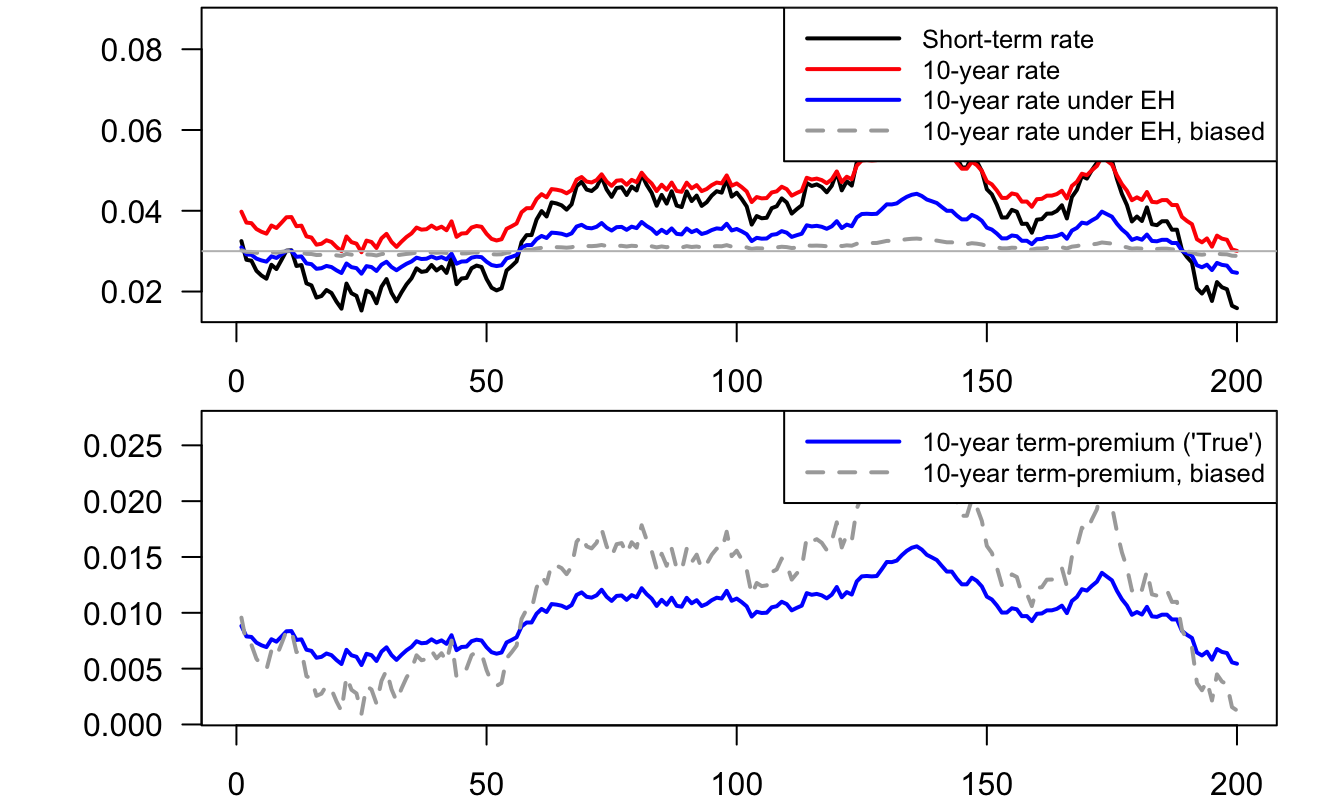 0.08
0.06
0.04
0.02
Short-term rate
10-year rate
10-year rate under EH
10-year rate under EH, biased
0 50 100 150 200
0.025
0.020
0.015
0.010
0.005
0.000
10-year term-premium ('True')
10-year term-premium, biased
0 50 100 150 200